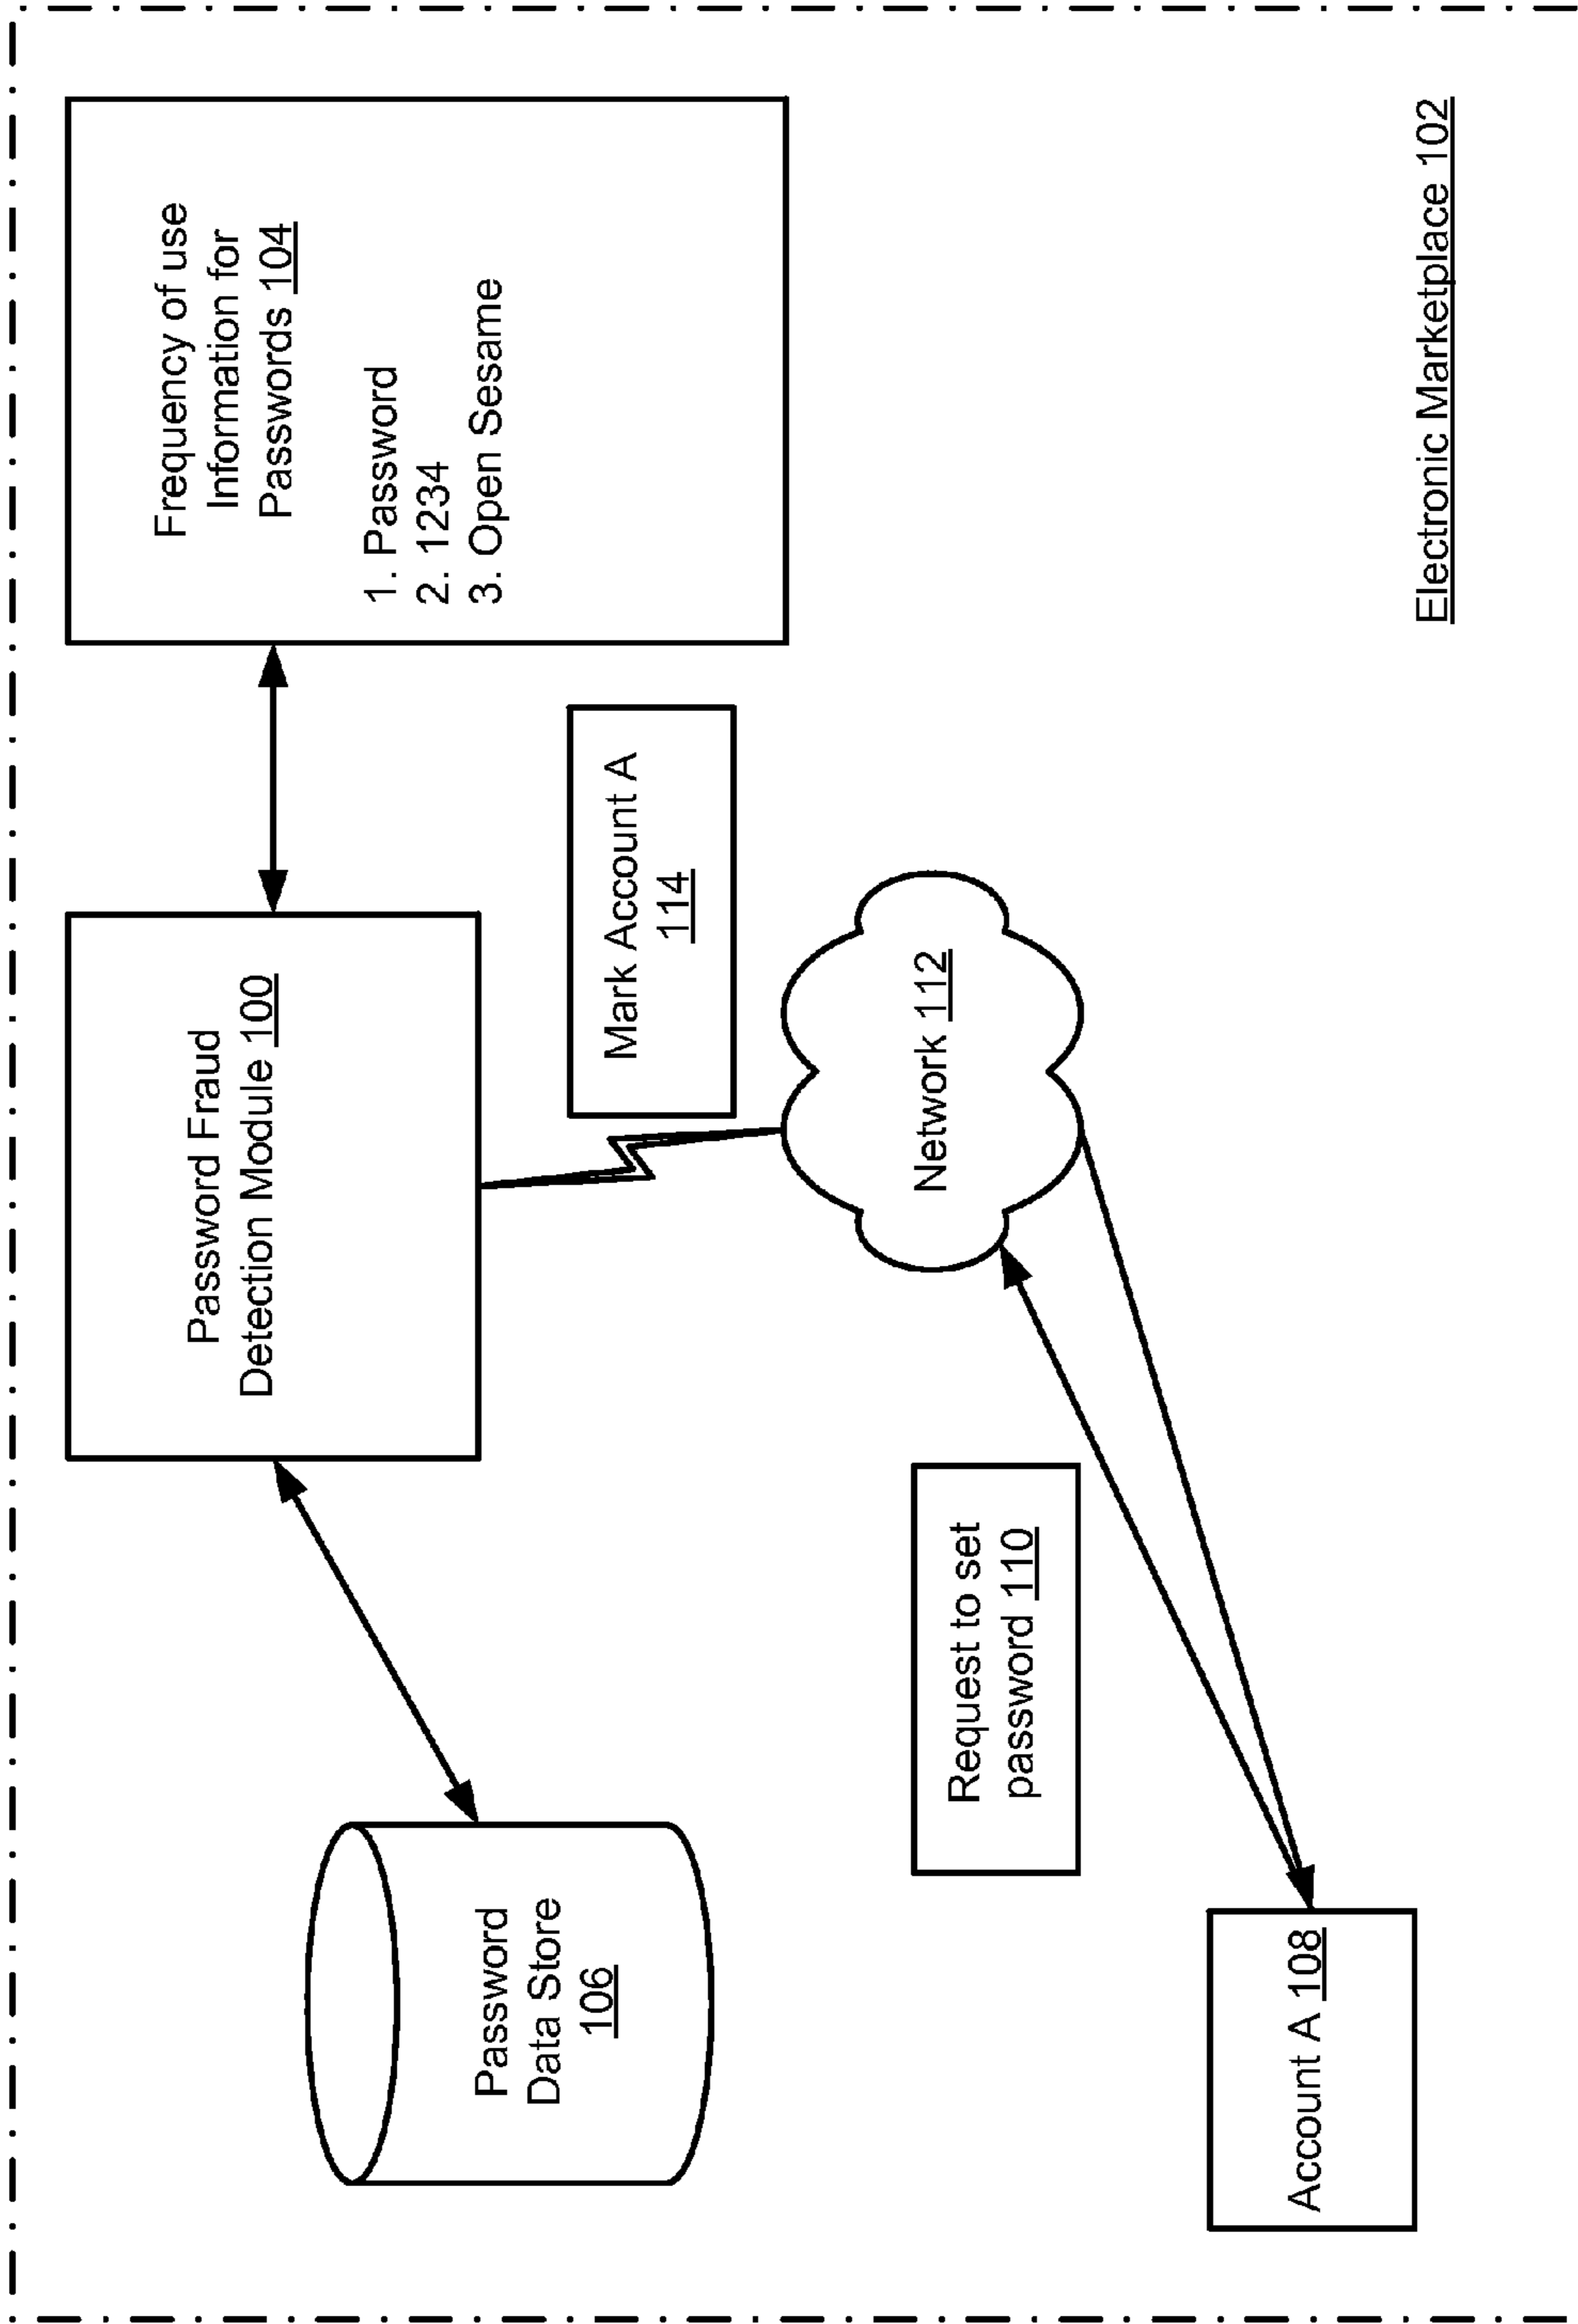 Password Fraud
Detection Module 100
Frequency of use
Information for
Passwords 104
1. Password
2. 1234
3. Open Sesame
Password
Data Store
106
Mark Account A
114
Network 112
Request to set
password 110
Account A 108
Electronic Marketplace 102